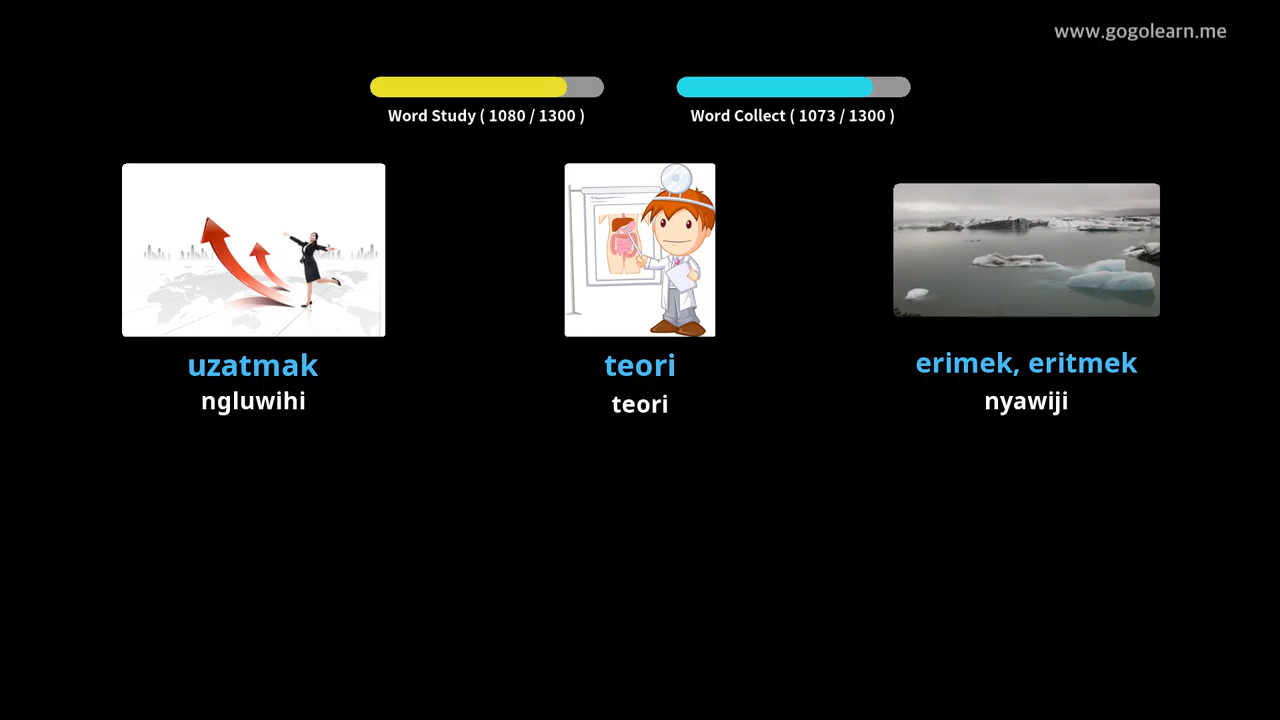 www.gogolearn.me
Word Study ( 1080 / 1300 )
Word Collect ( 1073 / 1300 )
uzatmak
ngluwihi
teori
teori
erimek, eritmek
nyawiji